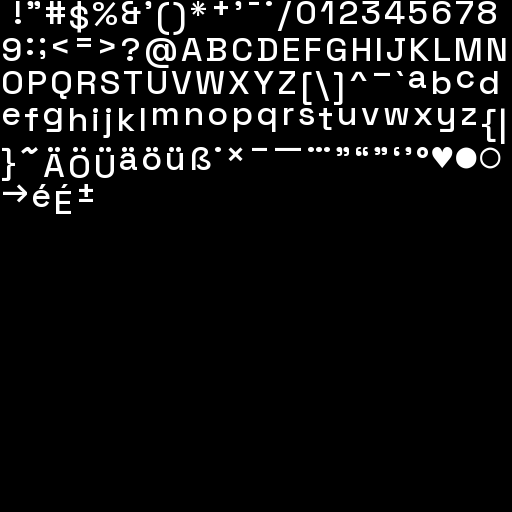 !"#$%&'()*+,-./012345678
9:;<=>?@ABCDEFGHIJKLMN
OPQRSTUVWXYZ[\]^_`abcd
efghijklmnopqrstuvwxyz{|
}~ÄÖÜäöüß·×–—…”“„‘’°♥●○
→éÉ±